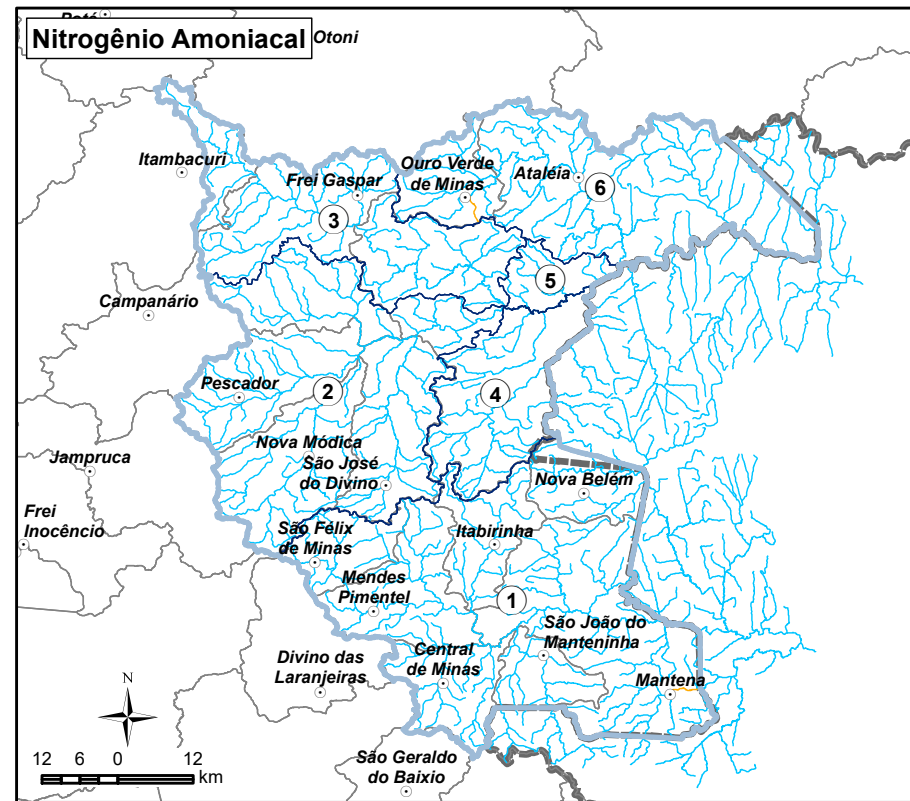 Nitrogênio Amoniacal
Otoni
Itambacuri
Frei Gaspar
Ouro Verde
de Minas
Ataléia
6
3
5
Campanário
Pescador
2
4
Nova Módica
São José
do Divino
Jampruca
Nova Belém
Frei
Inocêncio
São Félix
de Minas
Itabirinha
Mendes
Pimentel
1
São João do
Manteninha
Divino das
Laranjeiras
Central
de Minas
Mantena
N
São Geraldo
do Baixo
12 6 0 12
km